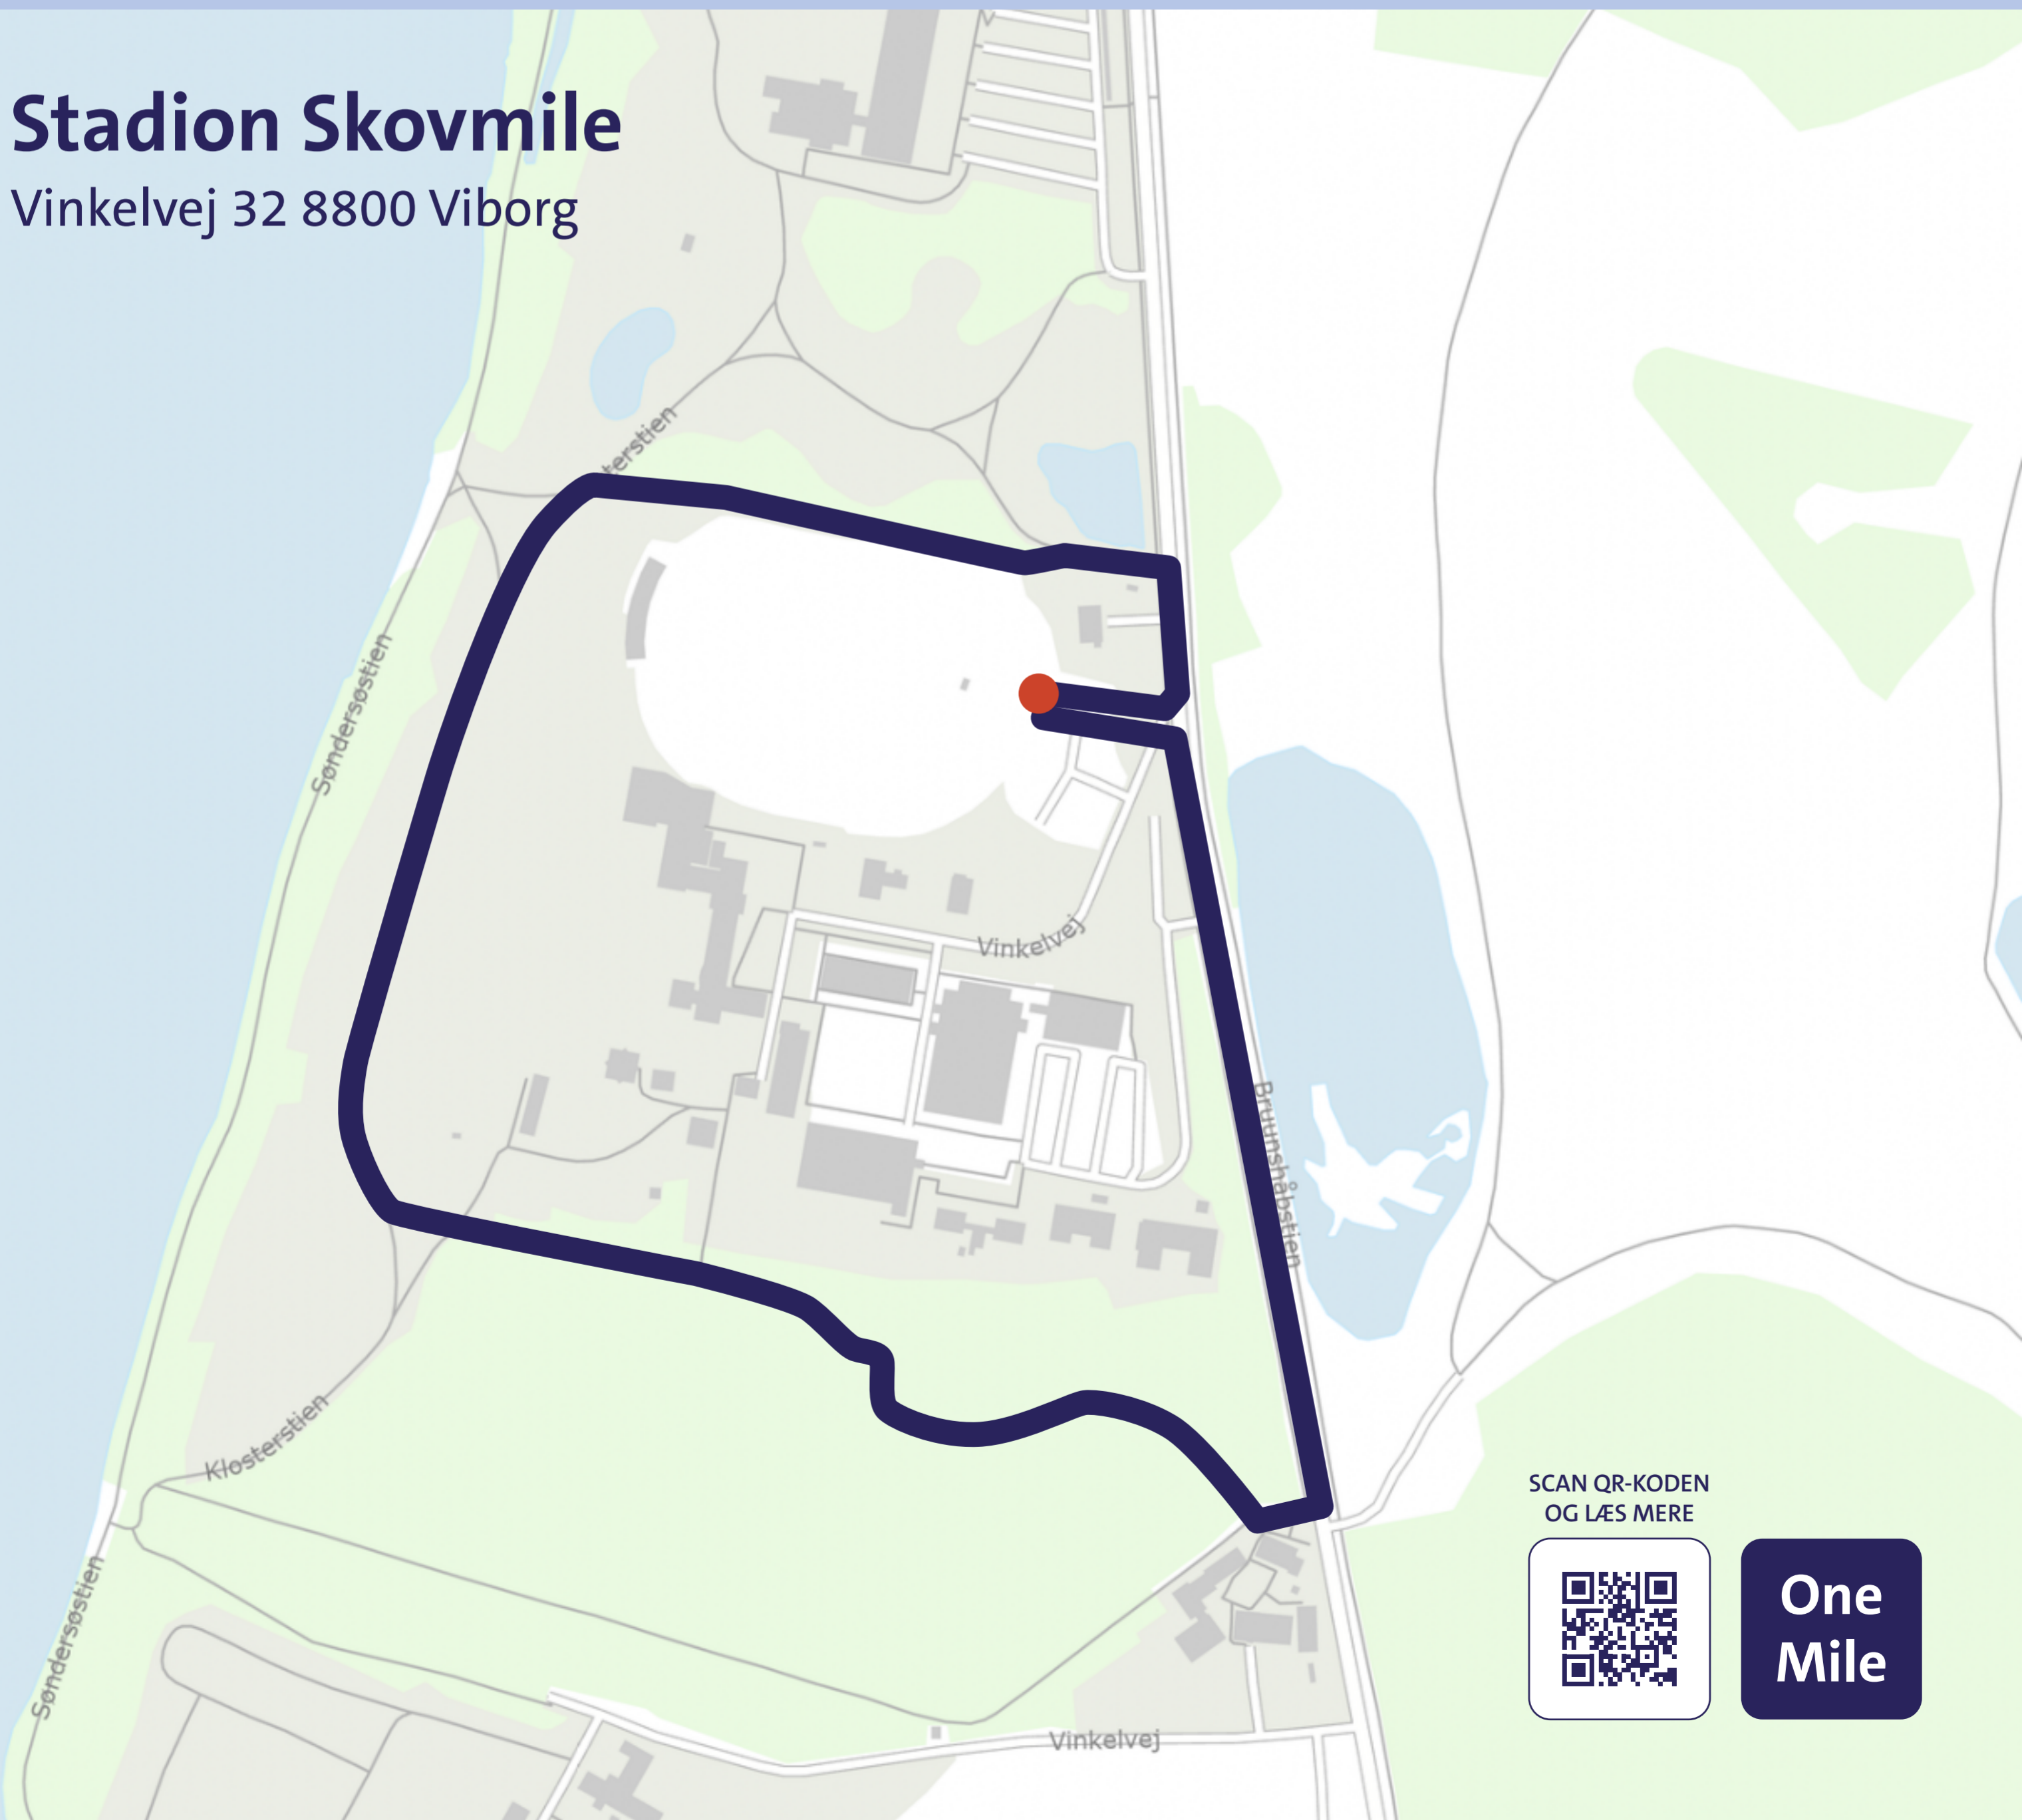 Stadion Skovmile
Vinkelvej 32 8800 Viborg
terstien
Søndersøstien
Vinkelvej
Bruunshåbstien
Klosterstien
SCAN QR-KODEN
OG LÆS MERE
One
Mile
Søndersøstien
Vinkelvej